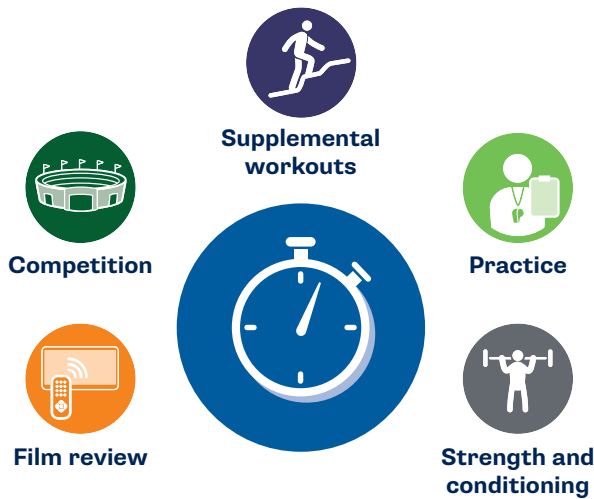 Supplemental
workouts
Competition
Practice
Film review
Strength and
conditioning